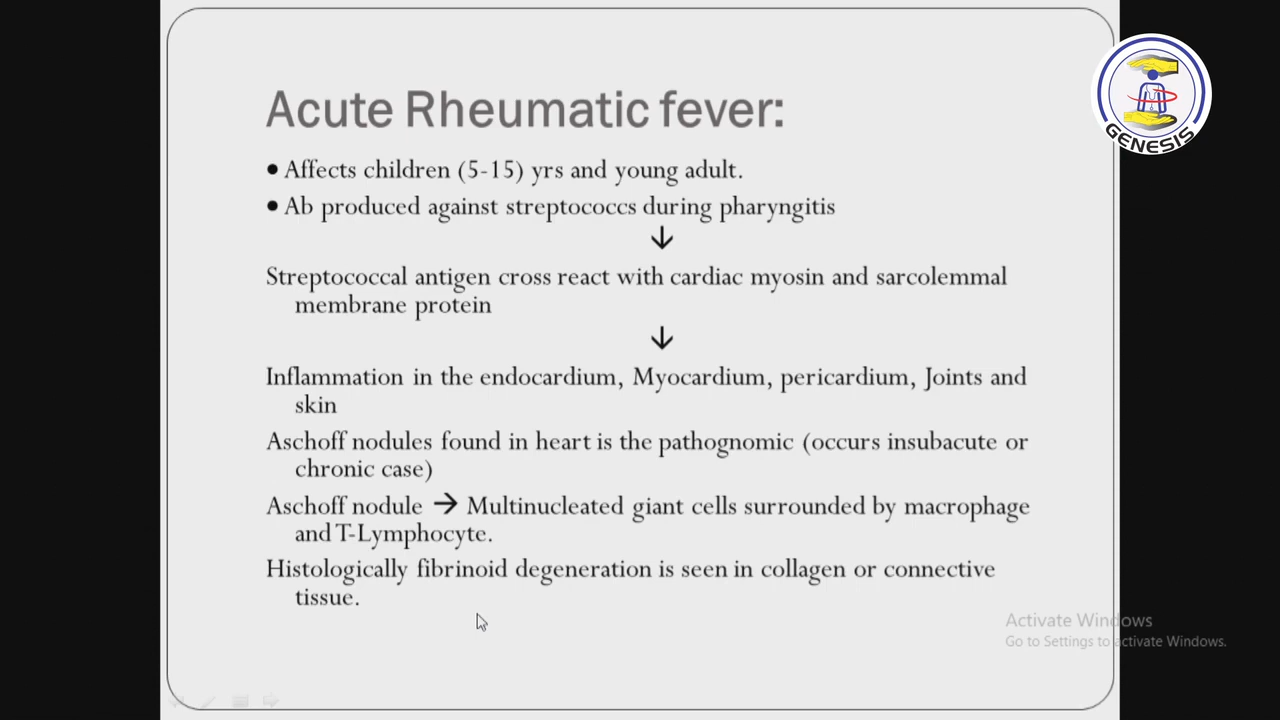 Acute Rheumatic fever:
• Affects children (5-15) yrs and young adult.
• Ab produced against streptococcs during pharyngitis
↓
Streptococcal antigen cross react with cardiac myosin and sarcolemmal
membrane protein
↓
Inflammation in the endocardium, Myocardium, pericardium, Joints and
skin
Aschoff nodules found in heart is the pathognomic (occurs insubacute or
chronic case)
Aschoff nodule → Multinucleated giant cells surrounded by macrophage
and T-Lymphocyte.
Histologically fibrinoid degeneration is seen in collagen or connective
tissue.
GENESIS
Activate Windows
Go to Settings to activate Windows.